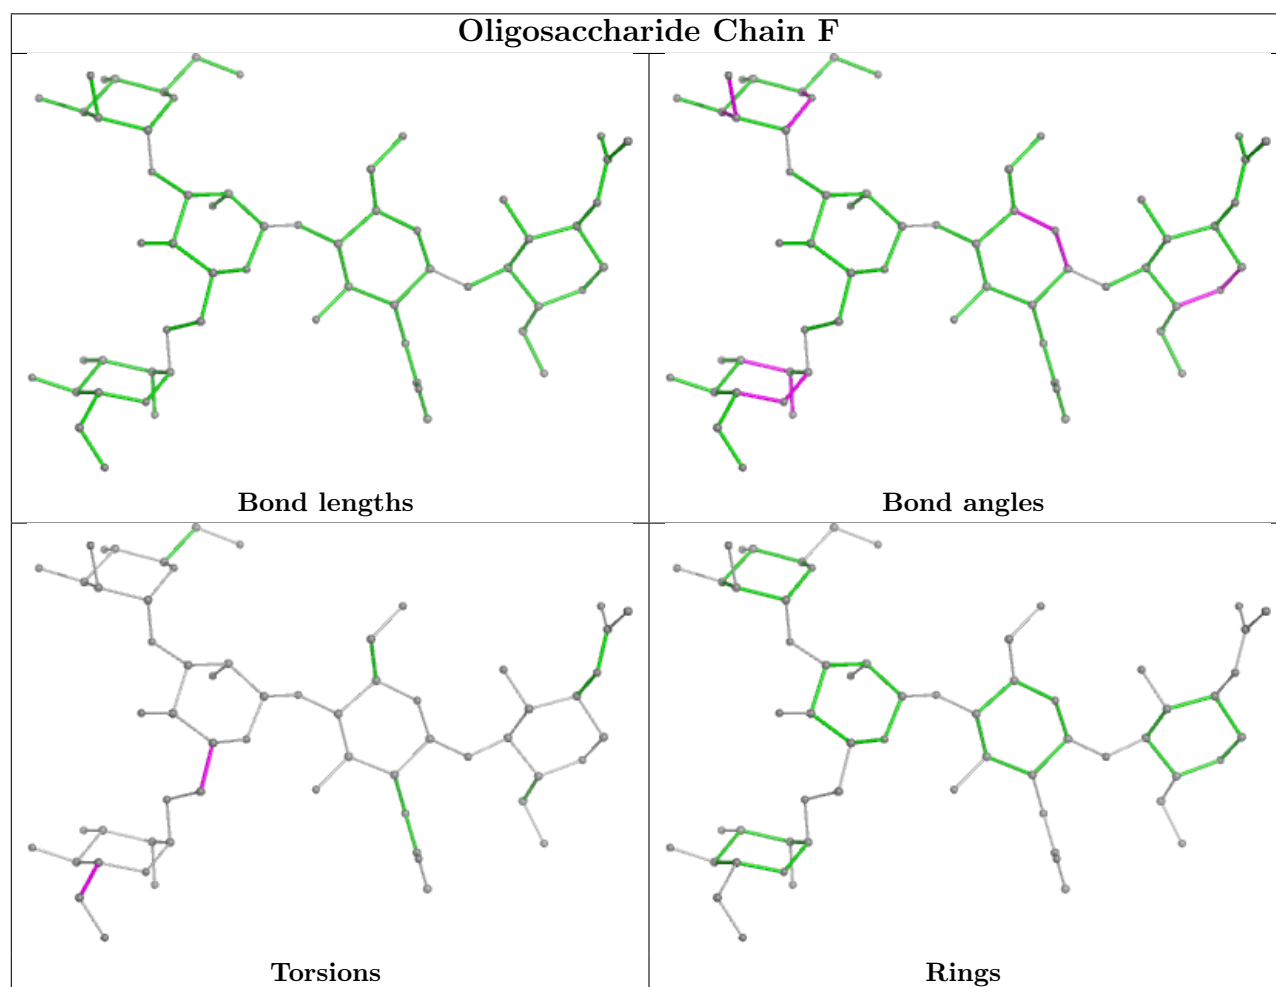 Oligosaccharide Chain F
Bond lengths
Bond angles
Torsions
Rings